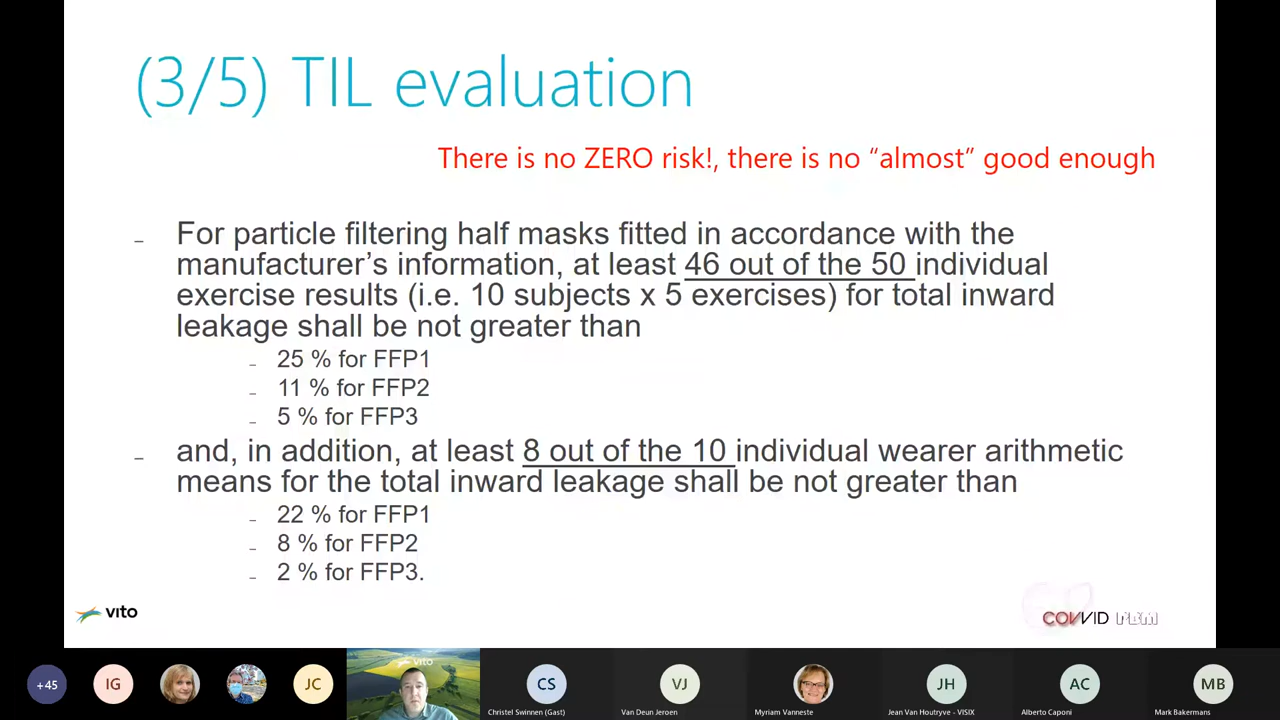 (3/5) TIL evaluation
There is no ZERO risk!, there is no “almost” good enough
– For particle filtering half masks fitted in accordance with the
manufacturer’s information, at least 46 out of the 50 individual
exercise results (i.e. 10 subjects x 5 exercises) for total inward
leakage shall be not greater than
– 25 % for FFP1
– 11 % for FFP2
– 5 % for FFP3
– and, in addition, at least 8 out of the 10 individual wearer arithmetic
means for the total inward leakage shall be not greater than
– 22 % for FFP1
– 8 % for FFP2
– 2 % for FFP3.
vito
COVVID PBM
+45
IG
JC
vito
CS
VJ
JH
AC
MB
Christel Swinnen (Gast)
Van Deun Jeroen
Myriam Vanneste
Jean Van Houtryve - VISIX
Alberto Caponi
Mark Bakermans